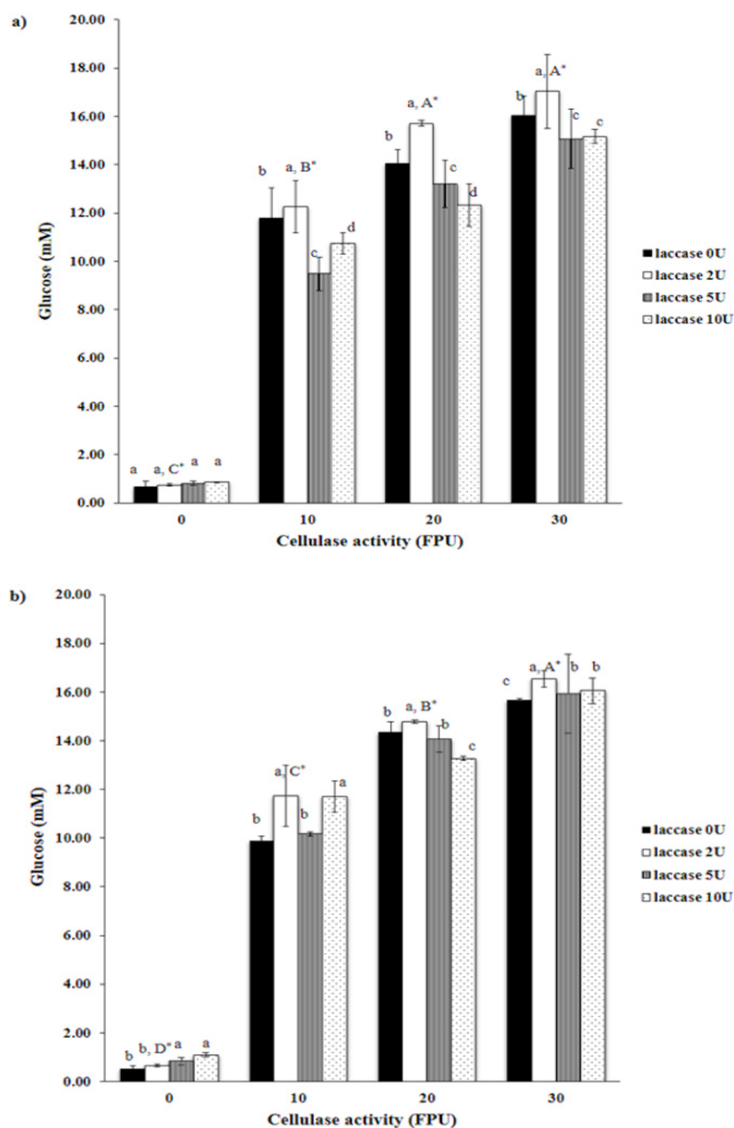 a)
20.00
18.00
16.00
14.00
12.00
10.00
8.00
6.00
4.00
2.00
0.00
Glucose (mM)
a a, C* a a
b a, B* c d
b a, A* c d
b a, A* c c
0 10 20 30
Cellulase activity (FPU)
laccase 0U
laccase 2U
laccase 5U
laccase 10U
b)
20.00
18.00
16.00
14.00
12.00
10.00
8.00
6.00
4.00
2.00
0.00
Glucose (mM)
b b, D* a a
b a, C* b a
b a, B* b c
c a, A* b b
0 10 20 30
Cellulase activity (FPU)
laccase 0U
laccase 2U
laccase 5U
laccase 10U